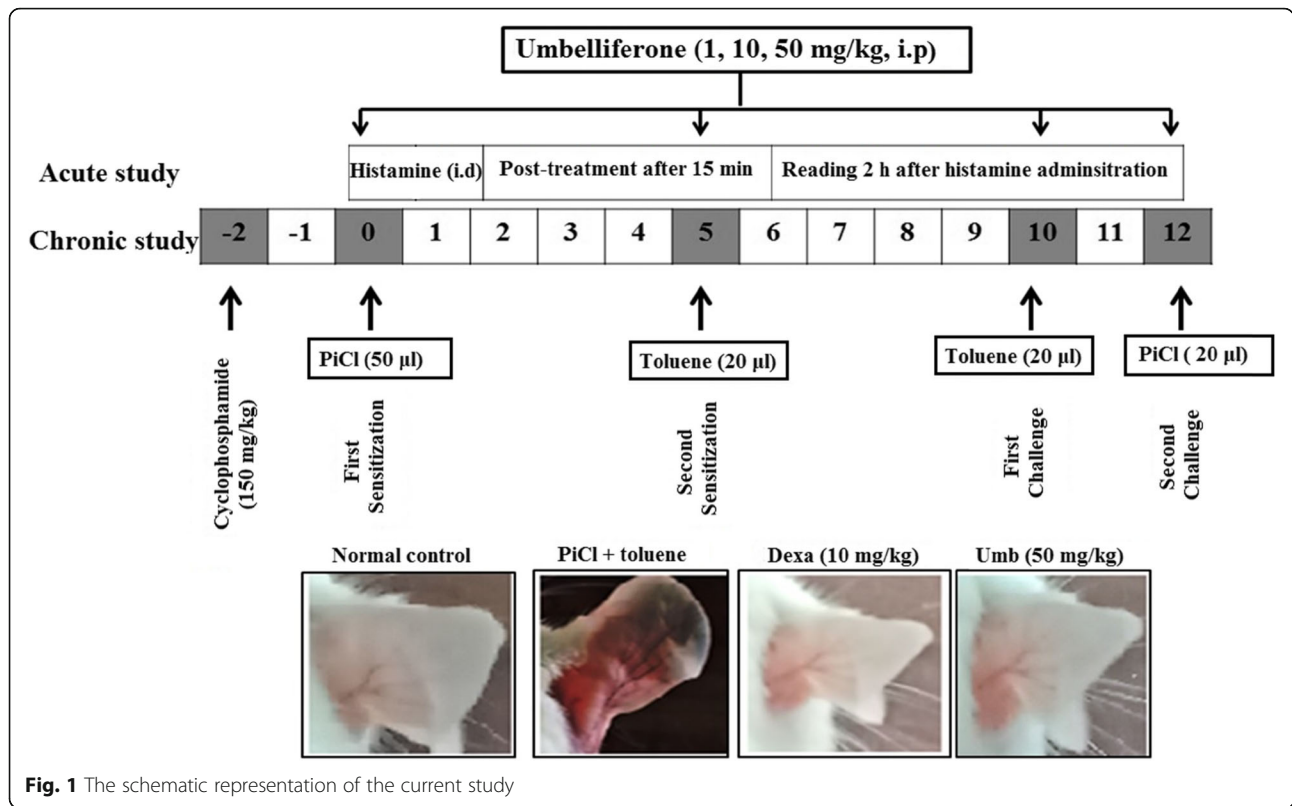 Umbelliferone (1, 10, 50 mg/kg, i.p)
Acute study
Histamine (i.d)
Post-treatment after 15 min
Reading 2 h after histamine adminsitration
Chronic study
-2 -1 0 1 2 3 4 5 6 7 8 9 10 11 12
PiCl (50 µl)
Toluene (20 µl)
Toluene (20 µl)
PiCl ( 20 µl)
Cyclophosphamide
(150 mg/kg)
First
Sensitization
Second
Sensitization
First
Challenge
Second
Challenge
Normal control
PiCl + toluene
Dexa (10 mg/kg)
Umb (50 mg/kg)
Fig. 1 The schematic representation of the current study